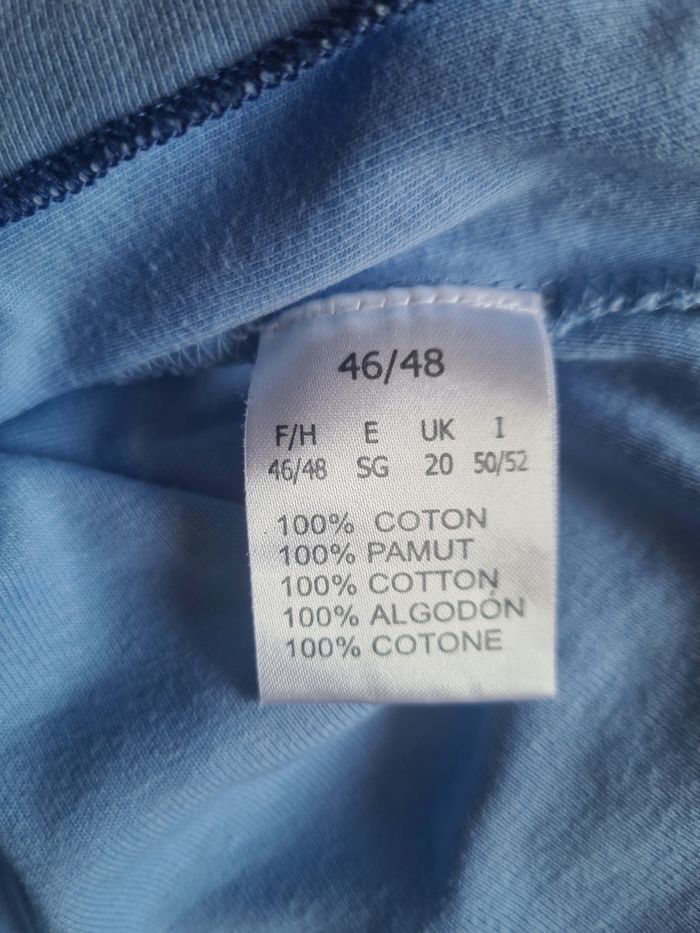 46/48
F/H E UK I
46/48 SG 20 50/52
100% COTON
100% PAMUT
100% COTTON
100% ALGODÓN
100% COTONE